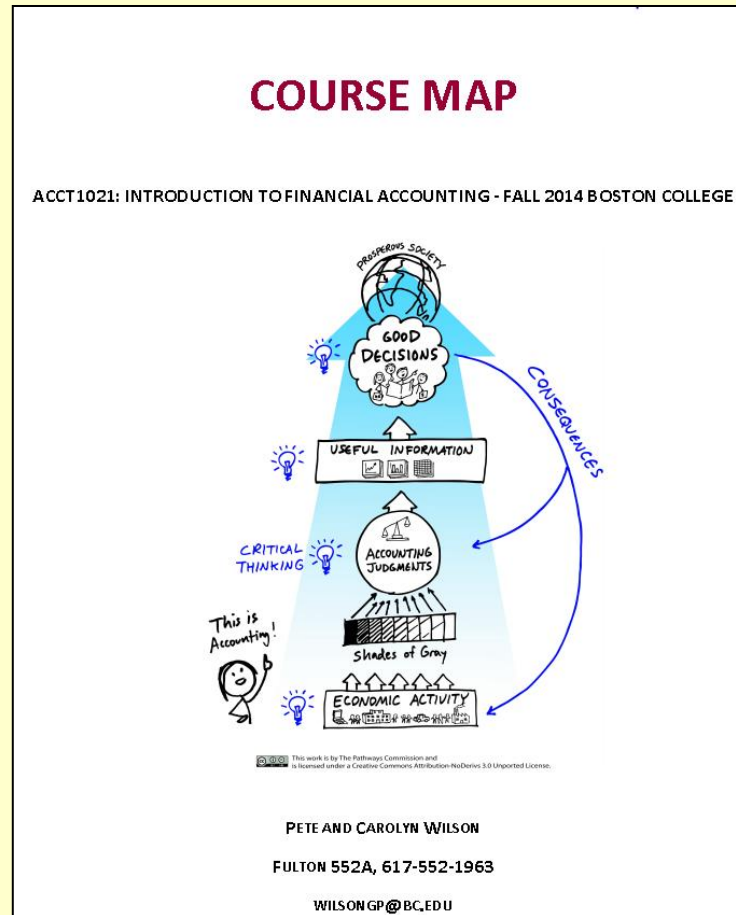 COURSE MAP
ACCT1021: INTRODUCTION TO FINANCIAL ACCOUNTING - FALL 2014 BOSTON COLLEGE
PROSPEROUS SOCIETY
GOOD
DECISIONS
CONSEQUENCES
USEFUL INFORMATION
CRITICAL
THINKING
ACCOUNTING
JUDGMENTS
This is
Accounting!
Shades of Gray
ECONOMIC ACTIVITY
This work is by The Pathways Commission and
is licensed under a Creative Commons Attribution-NoDerivs 3.0 Unported License.
PETE AND CAROLYN WILSON
FULTON 552A, 617-552-1963
WILSONGP@BC.EDU